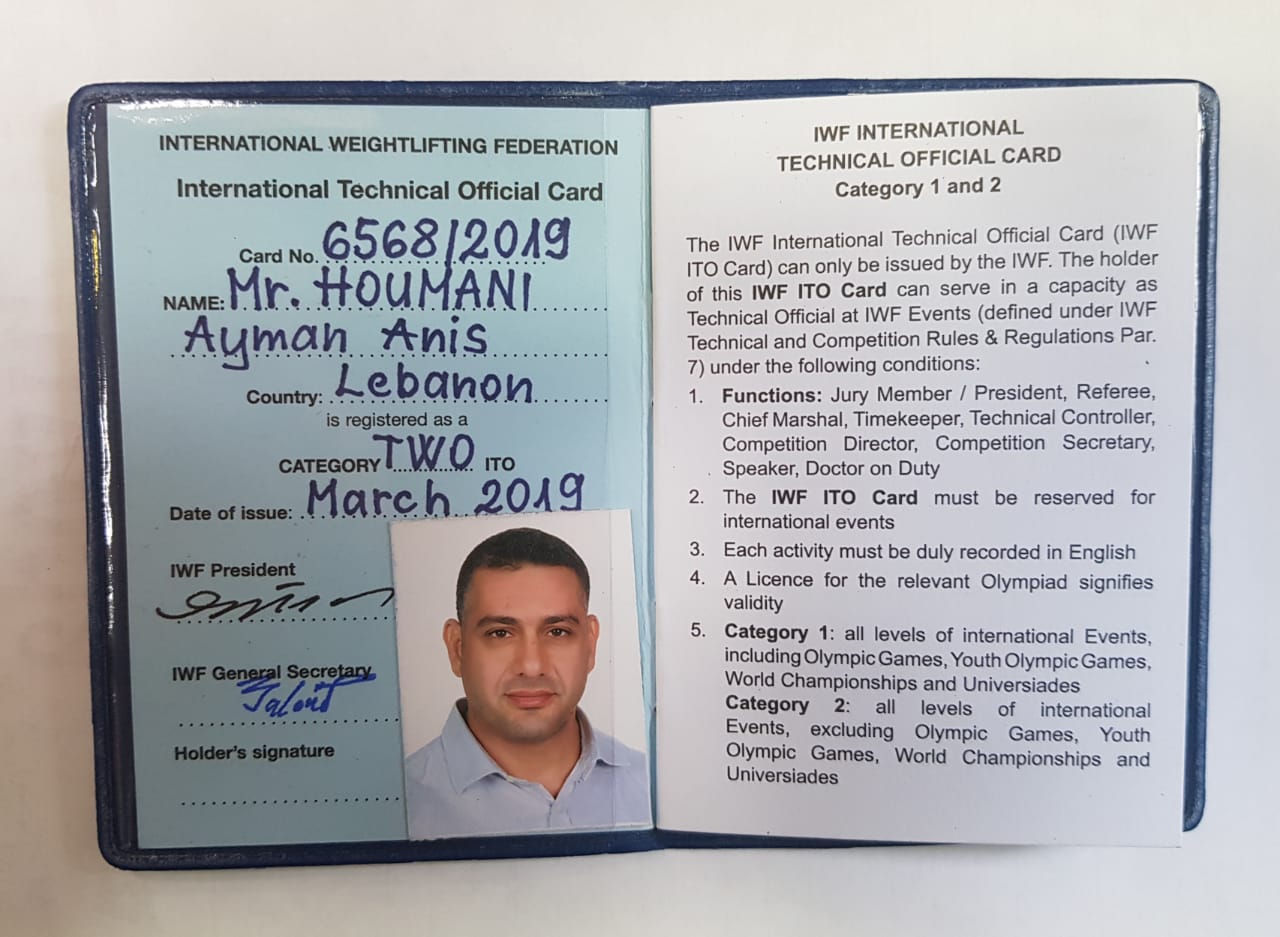 INTERNATIONAL WEIGHTLIFTING FEDERATION
International Technical Official Card
Card No. 6568/2019
NAME: Mr. HOUMANI
Ayman Anis
Country: Lebanon
is registered as a
CATEGORY TWO ITO
Date of issue: March 2019
IWF President
IWF General Secretary
Holder's signature
IWF INTERNATIONAL
TECHNICAL OFFICIAL CARD
Category 1 and 2
The IWF International Technical Official Card (IWF
ITO Card) can only be issued by the IWF. The holder
of this IWF ITO Card can serve in a capacity as
Technical Official at IWF Events (defined under IWF
Technical and Competition Rules & Regulations Par.
7) under the following conditions:
1. Functions: Jury Member / President, Referee,
Chief Marshal, Timekeeper, Technical Controller,
Competition Director, Competition Secretary,
Speaker, Doctor on Duty
2. The IWF ITO Card must be reserved for
international events
3. Each activity must be duly recorded in English
4. A Licence for the relevant Olympiad signifies
validity
5. Category 1: all levels of international Events,
including Olympic Games, Youth Olympic Games,
World Championships and Universiades
Category 2: all levels of international
Events, excluding Olympic Games, Youth
Olympic Games, World Championships and
Universiades